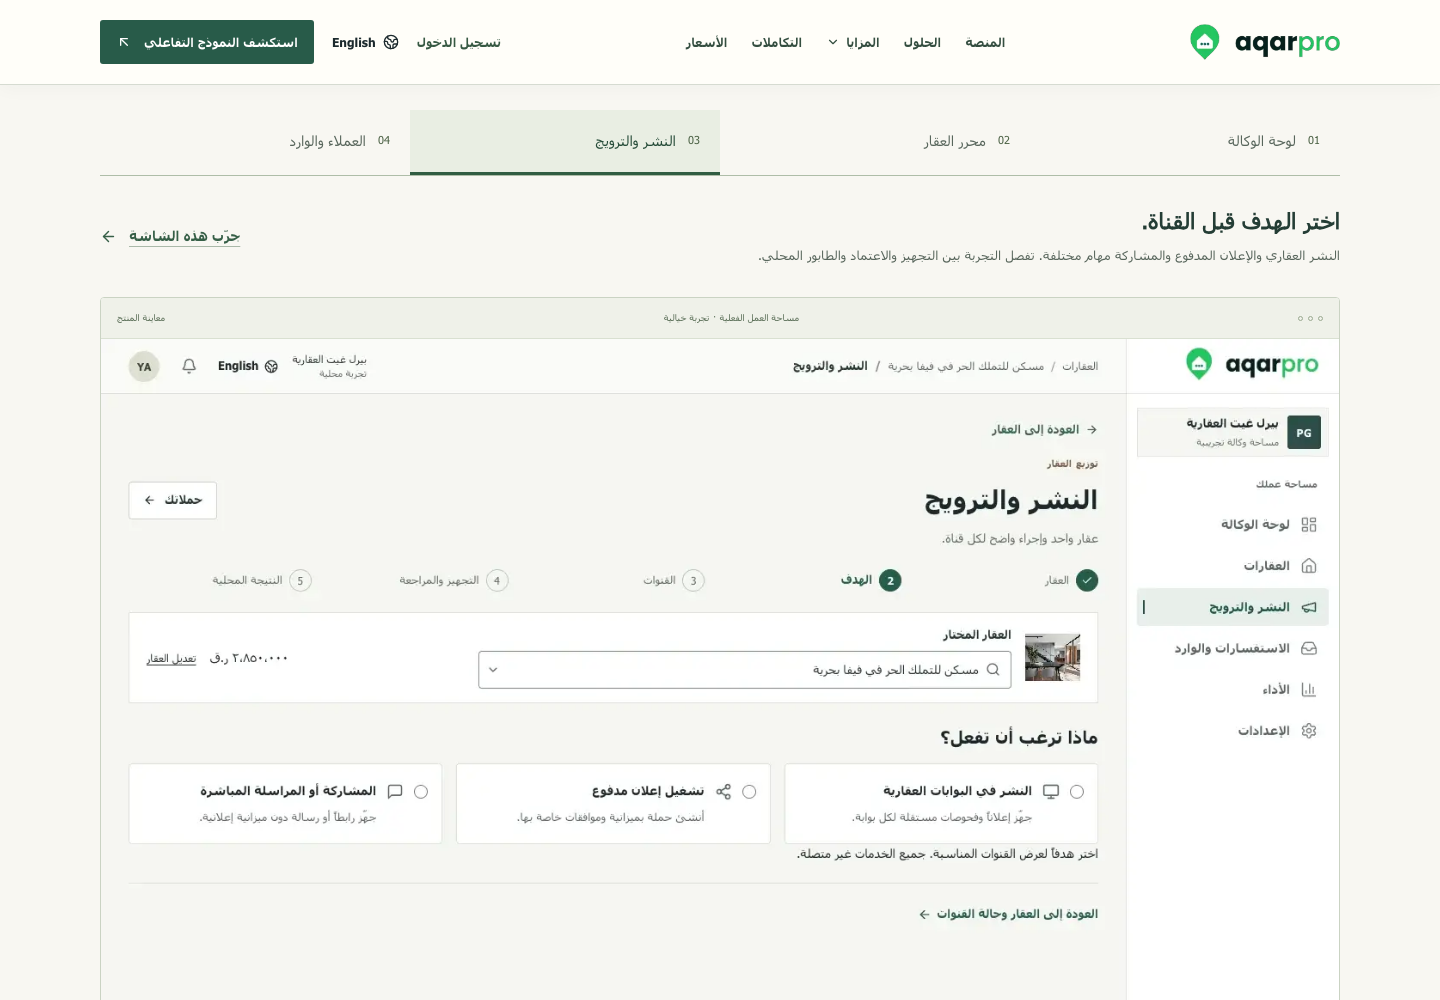 aqarpro
المنصة
الحلول
المزايا
التكاملات
الأسعار
تسجيل الدخول
English
استكشف النموذج التفاعلي
01 لوحة الوكالة
02 محرر العقار
03 النشر والترويج
04 العملاء والوارد
اختر الهدف قبل القناة.
النشر العقاري والإعلان المدفوع والمشاركة مهام مختلفة. تفصل التجربة بين التجهيز والاعتماد والطابور المحلي.
جرّب هذه الشاشة
مساحة العمل الفعلية · تجربة خيالية
معاينة المنتج
aqarpro
العقارات / مسكن للتملك الحر في فيفا بحرية / النشر والترويج
بيرل غيت العقارية
تجربة محلية
English
YA
PG
بيرل غيت العقارية
مساحة وكالة تجريبية
مساحة عملك
لوحة الوكالة
العقارات
النشر والترويج
الاستفسارات والوارد
الأداء
الإعدادات
العودة إلى العقار
توزيع العقار
النشر والترويج
عقار واحد وإجراء واضح لكل قناة.
حملاتك
العقار
2 الهدف
3 القنوات
4 التجهيز والمراجعة
5 النتيجة المحلية
العقار المختار
مسكن للتملك الحر في فيفا بحرية
٢،٨٥٠،٠٠٠ ر.ق
تعديل العقار
ماذا ترغب أن تفعل؟
النشر في البوابات العقارية
جهّز إعلاناً وفحوصات مستقلة لكل بوابة.
تشغيل إعلان مدفوع
أنشئ حملة بميزانية وموافقات خاصة بها.
المشاركة أو المراسلة المباشرة
جهّز رابطاً أو رسالة دون ميزانية إعلانية.
اختر هدفاً لعرض القنوات المناسبة. جميع الخدمات غير متصلة.
العودة إلى العقار وحالة القنوات